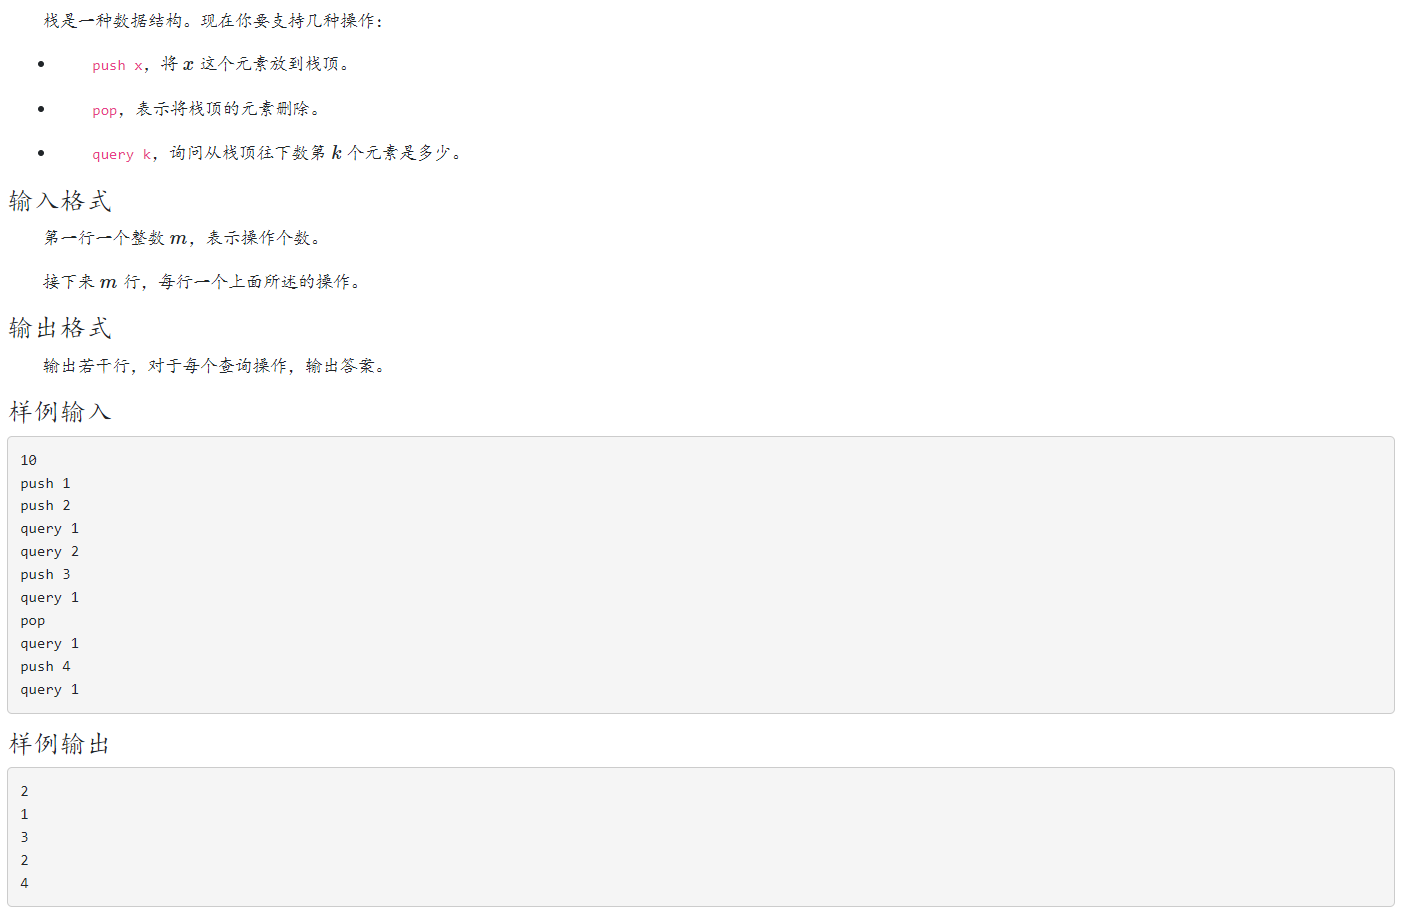 栈是一种数据结构。现在你要支持几种操作：
push x，将 x 这个元素放到栈顶。
pop，表示将栈顶的元素删除。
query k，询问从栈顶往下数第 k 个元素是多少。
输入格式
第一行一个整数 m，表示操作个数。
接下来 m 行，每行一个上面所述的操作。
输出格式
输出若干行，对于每个查询操作，输出答案。
样例输入
10
push 1
push 2
query 1
query 2
push 3
query 1
pop
query 1
push 4
query 1
样例输出
2
1
3
2
4